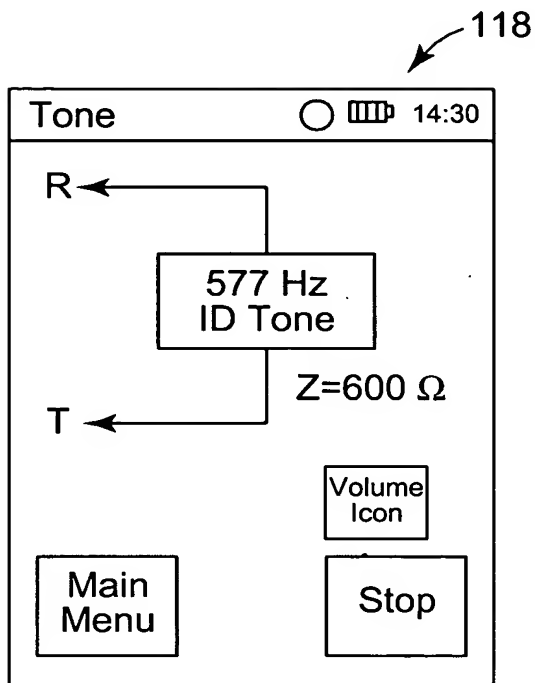 118
Tone 14:30
R
577 Hz
ID Tone
Z=600 Ω
T
Volume
Icon
Main
Menu
Stop